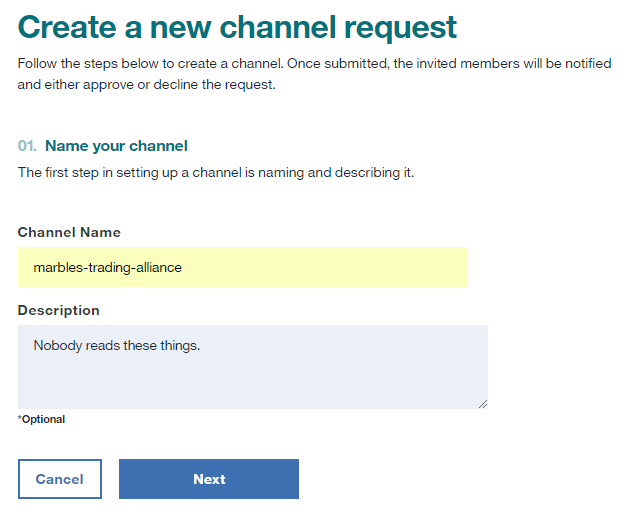 Create a new channel request
Follow the steps below to create a channel. Once submitted, the invited members will be notified
and either approve or decline the request.
01. Name your channel
The first step in setting up a channel is naming and describing it.
Channel Name
marbles-trading-alliance
Description
Nobody reads these things.
*Optional
Cancel Next